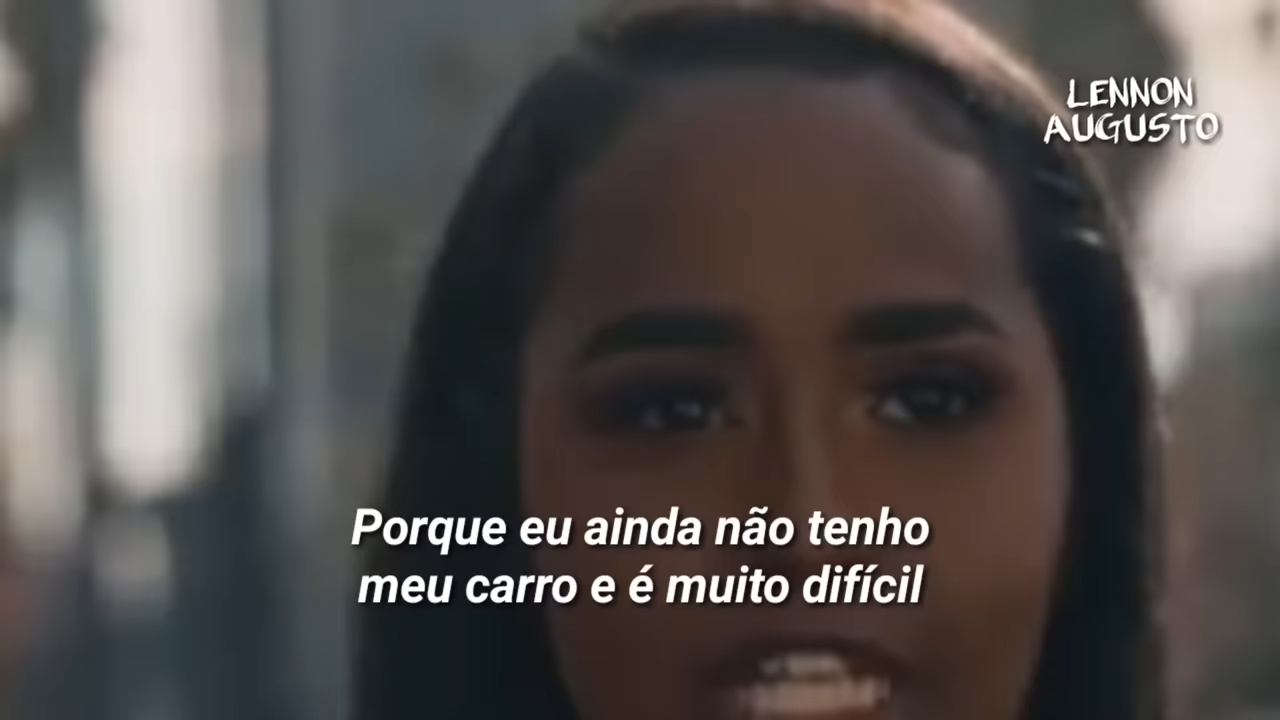 LENNON
AUGUSTO
Porque eu ainda não tenho
meu carro e é muito difícil